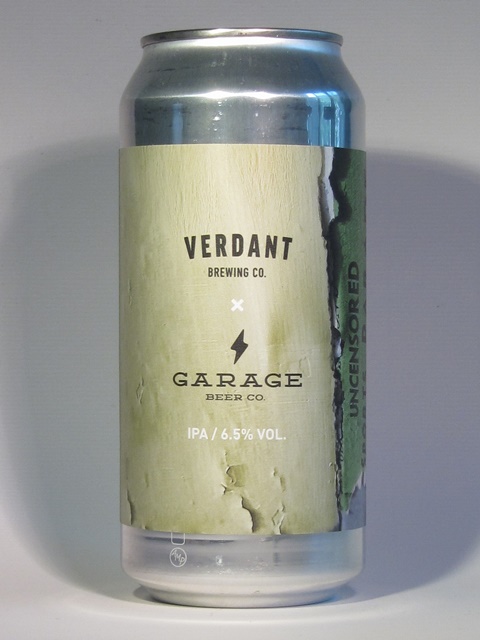 VERDANT
BREWING CO.
×
GARAGE
BEER CO.
IPA / 6.5% VOL.
UNCENSORED